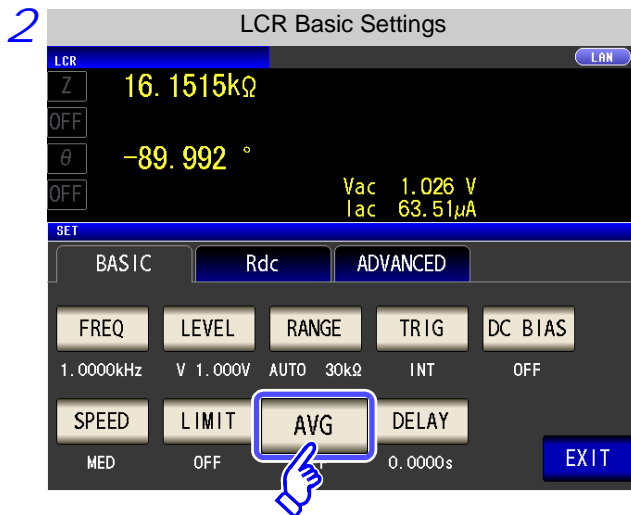 2 LCR Basic Settings
LCR LAN
Z 16.1515kΩ
OFF
θ -89.992 °
OFF Vac 1.026 V
Iac 63.51μA
SET
BASIC Rdc ADVANCED
FREQ LEVEL RANGE TRIG DC BIAS
1.0000kHz V 1.000V AUTO 30kΩ INT OFF
SPEED LIMIT AVG DELAY
MED OFF 0.0000s EXIT